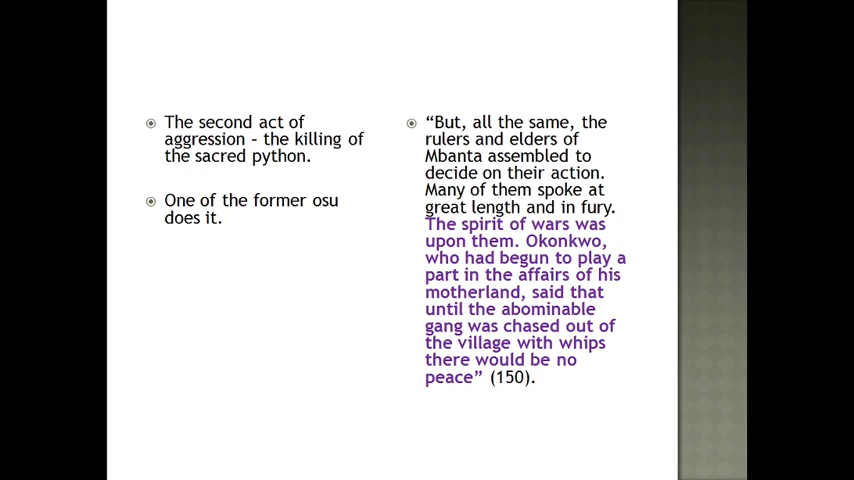 The second act of
aggression – the killing of
the sacred python.
One of the former osu
does it.
“But, all the same, the
rulers and elders of
Mbanta assembled to
decide on their action.
Many of them spoke at
great length and in fury.
The spirit of wars was
upon them. Okonkwo,
who had begun to play a
part in the affairs of his
motherland, said that
until the abominable
gang was chased out of
the village with whips
there would be no
peace” (150).